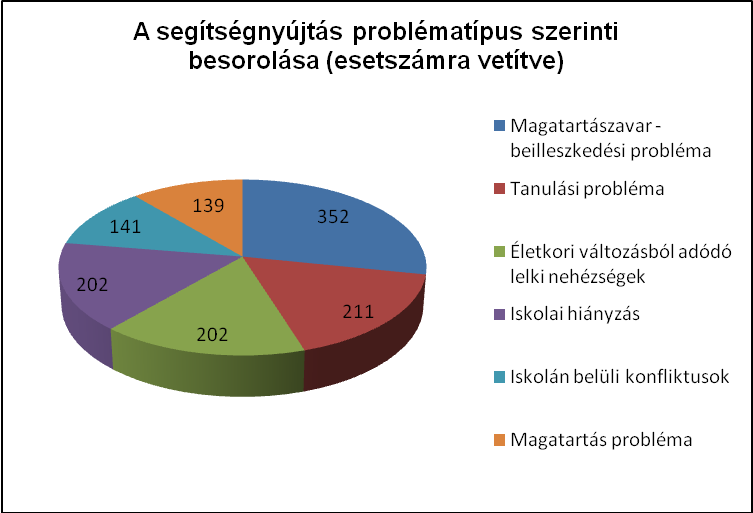 A segítségnyújtás problématípus szerinti
besorolása (esetszámra vetítve)
139
352
141
202
202
211
Magatartászavar -
beilleszkedési probléma
Tanulási probléma
Életkori változásból adódó
lelki nehézségek
Iskolai hiányzás
Iskolán belüli konfliktusok
Magatartás probléma